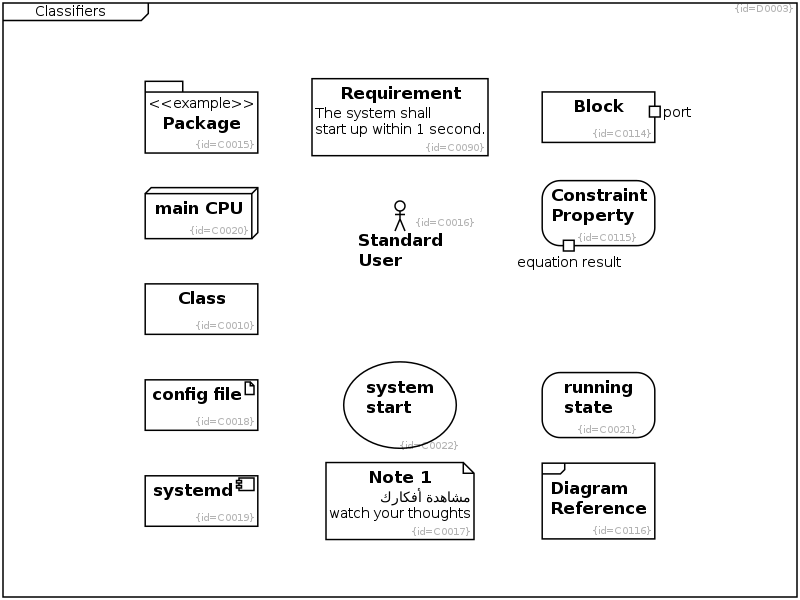 Classifiers
{id=D0003}
<<example>>
Package
{id=C0015}
Requirement
The system shall
start up within 1 second.
{id=C0090}
Block
port
{id=C0114}
main CPU
{id=C0020}
{id=C0016}
Standard
User
Constraint
Property
{id=C0115}
equation result
Class
{id=C0010}
config file
{id=C0018}
system
start
{id=C0022}
running
state
{id=C0021}
systemd
{id=C0019}
Note 1
مشاهدة أفكارك
watch your thoughts
{id=C0017}
Diagram
Reference
{id=C0116}